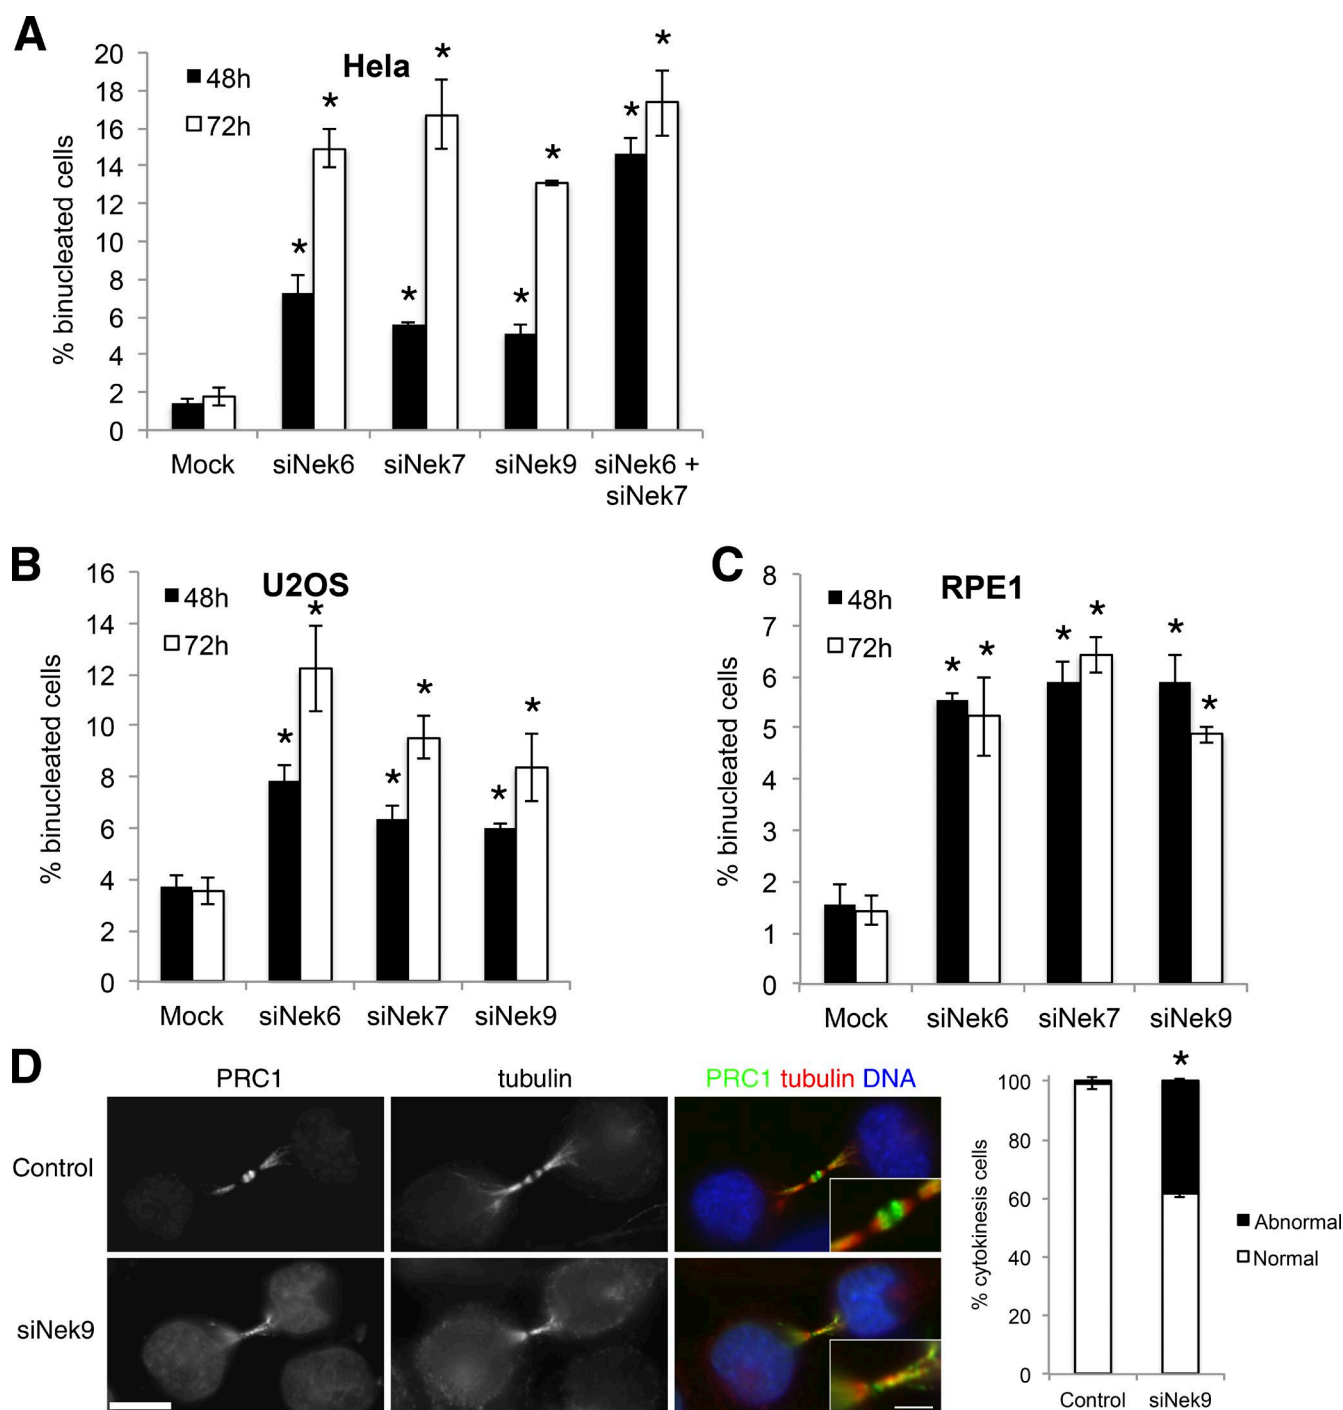 A
Hela
48h
72h
% binucleated cells
20
18
16
14
12
10
8
6
4
2
0
*
*
*
*
*
*
*
*
Mock
siNek6
siNek7
siNek9
siNek6 +
siNek7
B
U2OS
48h
72h
% binucleated cells
16
14
12
10
8
6
4
2
0
*
*
*
*
*
*
Mock
siNek6
siNek7
siNek9
C
RPE1
48h
72h
% binucleated cells
8
7
6
5
4
3
2
1
0
*
*
*
*
*
*
Mock
siNek6
siNek7
siNek9
D
PRC1
tubulin
PRC1 tubulin DNA
Control
siNek9
% cytokinesis cells
100
80
60
40
20
0
*
Control
siNek9
Abnormal
Normal